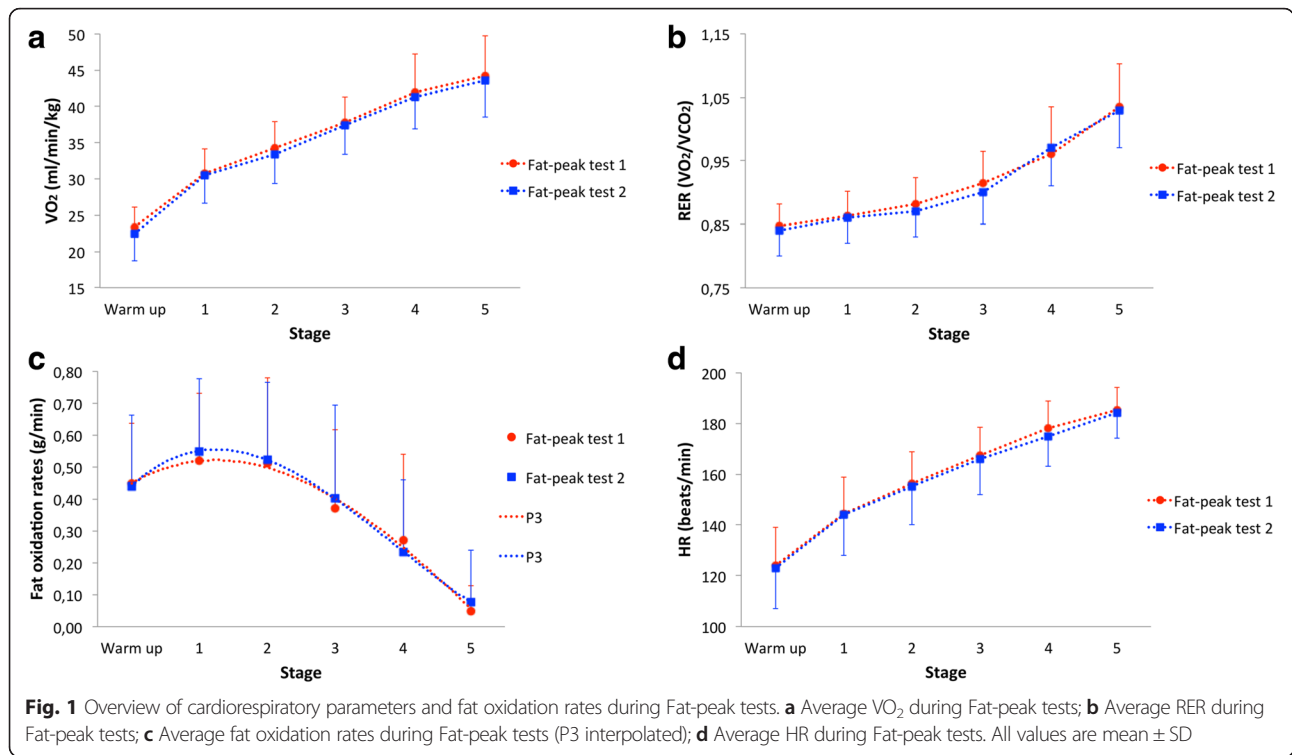 a
VO₂ (ml/min/kg)
50
45
40
35
30
25
20
15
Warm up 1 2 3 4 5
Stage
Fat-peak test 1
Fat-peak test 2
b
RER (VO₂/VCO₂)
1,15
1,05
0,95
0,85
0,75
Warm up 1 2 3 4 5
Stage
Fat-peak test 1
Fat-peak test 2
c
Fat oxidation rates (g/min)
0,80
0,70
0,60
0,50
0,40
0,30
0,20
0,10
0,00
Warm up 1 2 3 4 5
Stage
Fat-peak test 1
Fat-peak test 2
P3
P3
d
HR (beats/min)
200
180
160
140
120
100
Warm up 1 2 3 4 5
Stage
Fat-peak test 1
Fat-peak test 2
Fig. 1 Overview of cardiorespiratory parameters and fat oxidation rates during Fat-peak tests. a Average VO₂ during Fat-peak tests; b Average RER during
Fat-peak tests; c Average fat oxidation rates during Fat-peak tests (P3 interpolated); d Average HR during Fat-peak tests. All values are mean ± SD